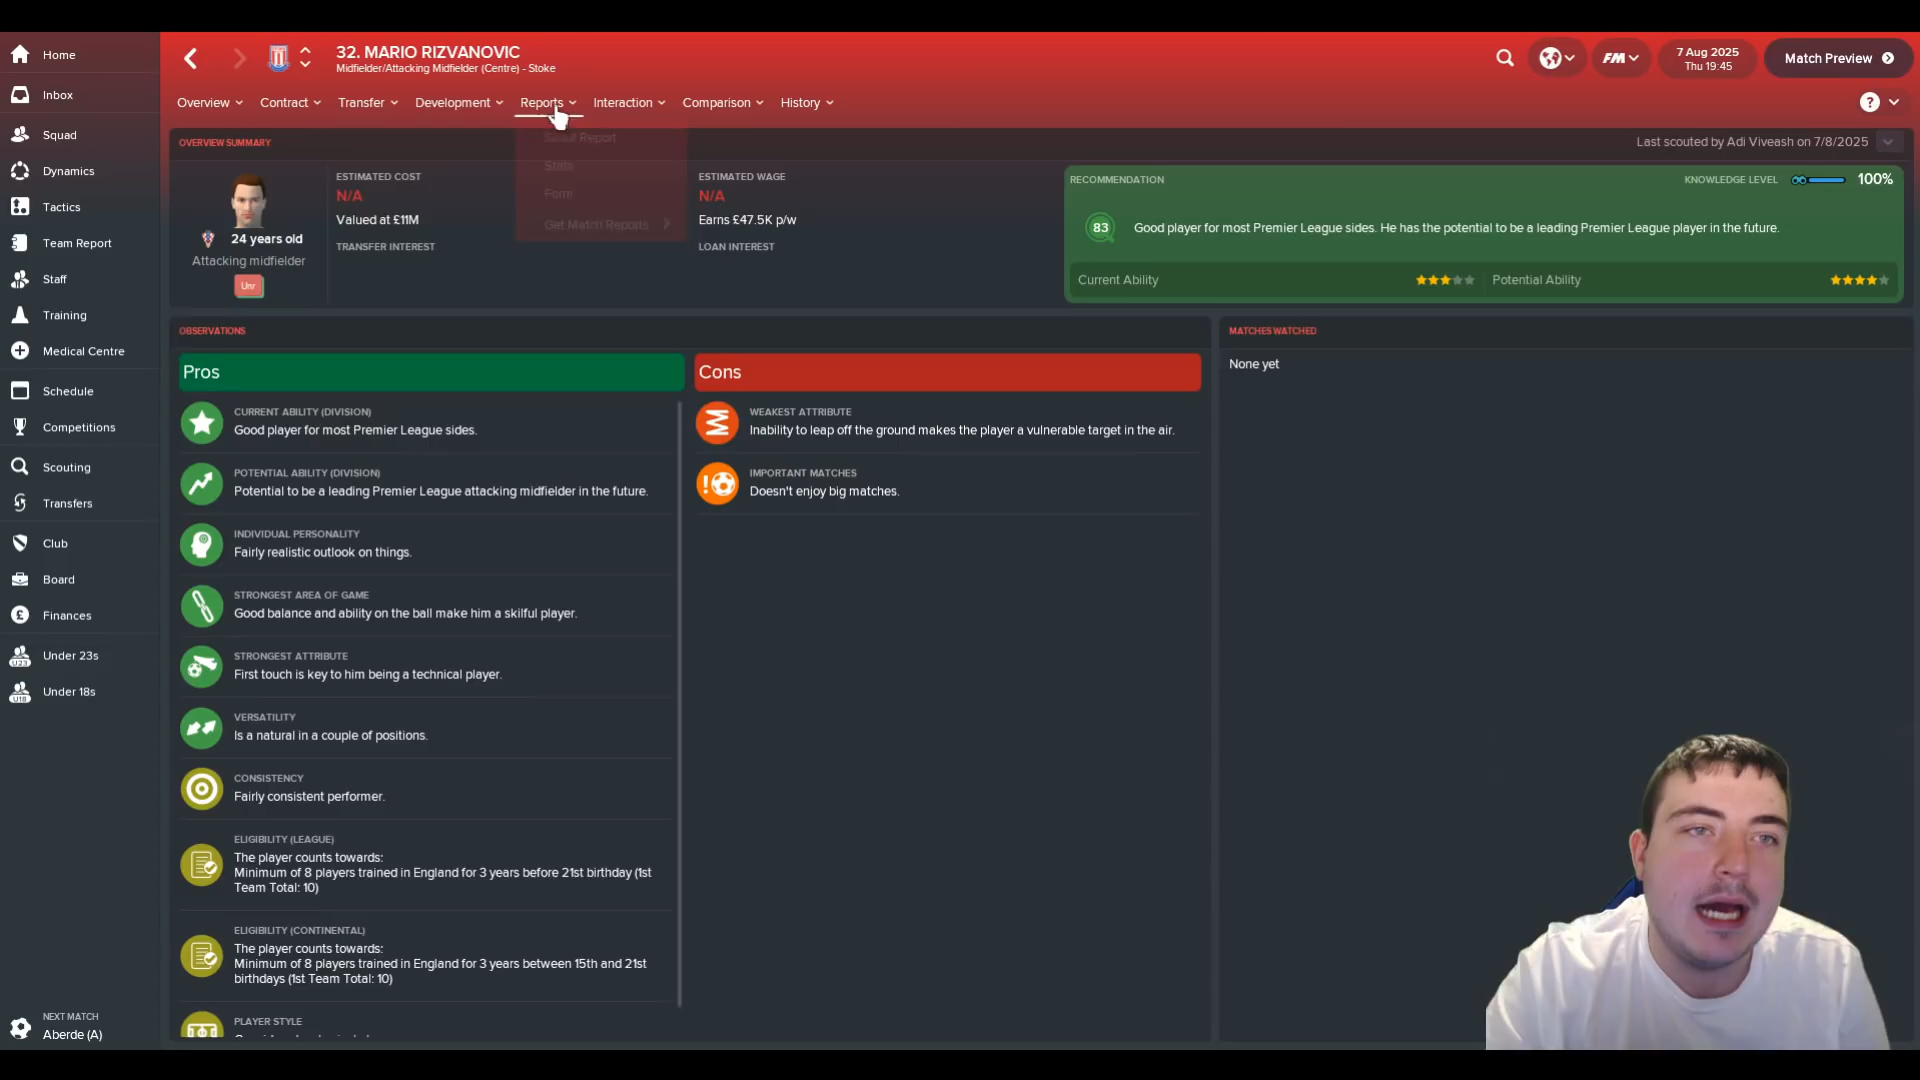 Home
Inbox
Squad
Dynamics
Tactics
Team Report
Staff
Training
Medical Centre
Schedule
Competitions
Scouting
Transfers
Club
Board
Finances
Under 23s
Under 18s
NEXT MATCH
Aberde (A)
32. MARIO RIZVANOVIC
Midfielder/Attacking Midfielder (Centre) - Stoke
FM
7 Aug 2025
Thu 19:45
Match Preview
Overview Contract Transfer Development Reports Interaction Comparison History
?
Scout Report
Stats
Form
Get Match Reports
OVERVIEW SUMMARY
Last scouted by Adi Viveash on 7/8/2025
24 years old
Attacking midfielder
Unr
ESTIMATED COST
N/A
Valued at £11M
TRANSFER INTEREST
ESTIMATED WAGE
N/A
Earns £47.5K p/w
LOAN INTEREST
RECOMMENDATION
KNOWLEDGE LEVEL 100%
83 Good player for most Premier League sides. He has the potential to be a leading Premier League player in the future.
Current Ability
Potential Ability
OBSERVATIONS
Pros
CURRENT ABILITY (DIVISION)
Good player for most Premier League sides.
POTENTIAL ABILITY (DIVISION)
Potential to be a leading Premier League attacking midfielder in the future.
INDIVIDUAL PERSONALITY
Fairly realistic outlook on things.
STRONGEST AREA OF GAME
Good balance and ability on the ball make him a skilful player.
STRONGEST ATTRIBUTE
First touch is key to him being a technical player.
VERSATILITY
Is a natural in a couple of positions.
CONSISTENCY
Fairly consistent performer.
ELIGIBILITY (LEAGUE)
The player counts towards:
Minimum of 8 players trained in England for 3 years before 21st birthday (1st
Team Total: 10)
ELIGIBILITY (CONTINENTAL)
The player counts towards:
Minimum of 8 players trained in England for 3 years between 15th and 21st
birthdays (1st Team Total: 10)
PLAYER STYLE
Cons
WEAKEST ATTRIBUTE
Inability to leap off the ground makes the player a vulnerable target in the air.
IMPORTANT MATCHES
Doesn't enjoy big matches.
MATCHES WATCHED
None yet